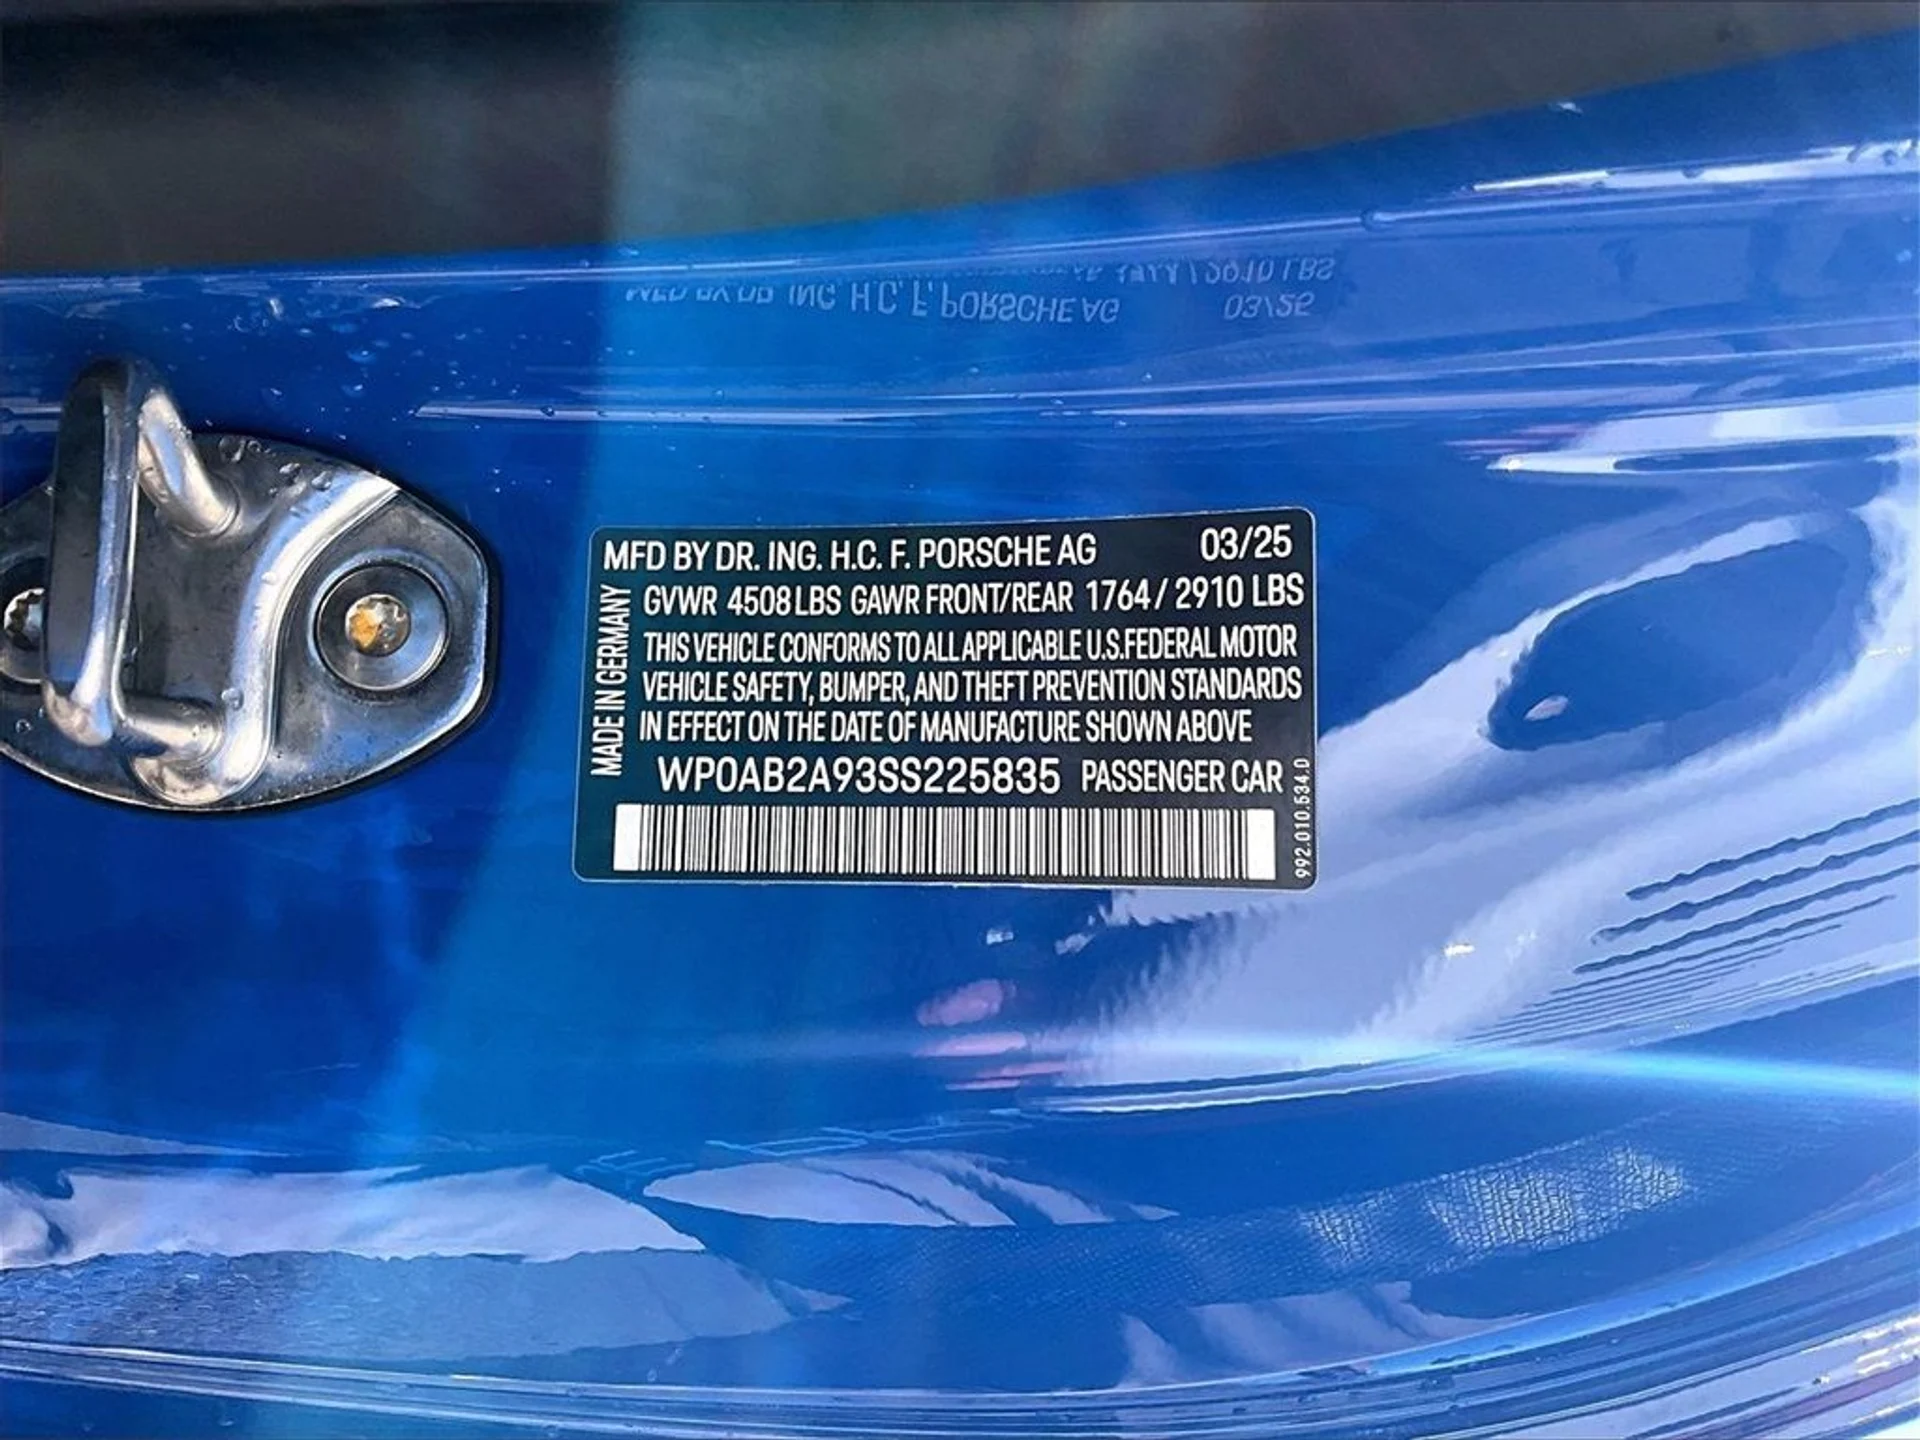 MFD BY DR. ING. H.C. F. PORSCHE AG 03/25
GVWR 4508 LBS GAWR FRONT/REAR 1764 / 2910 LBS
THIS VEHICLE CONFORMS TO ALL APPLICABLE U.S.FEDERAL MOTOR
VEHICLE SAFETY, BUMPER, AND THEFT PREVENTION STANDARDS
IN EFFECT ON THE DATE OF MANUFACTURE SHOWN ABOVE
WP0AB2A93SS225835 PASSENGER CAR
MADE IN GERMANY
992.010.534.D